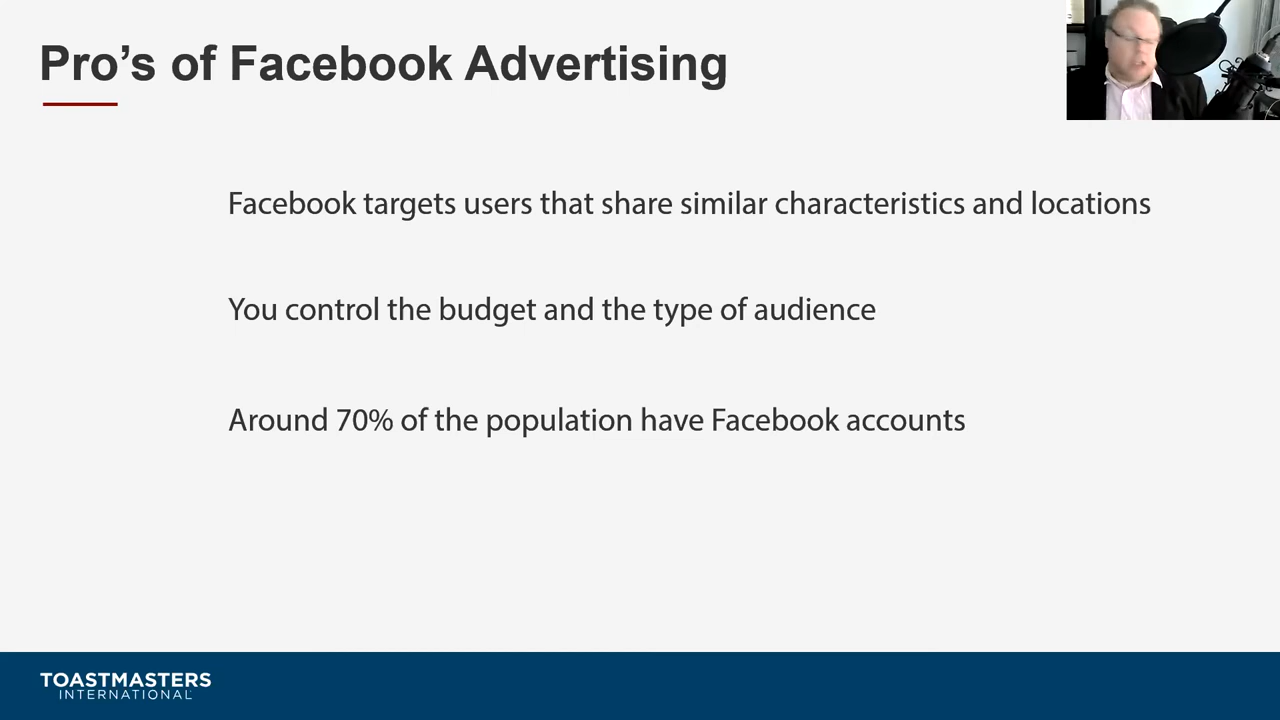 Pro’s of Facebook Advertising
Facebook targets users that share similar characteristics and locations
You control the budget and the type of audience
Around 70% of the population have Facebook accounts
TOASTMASTERS
INTERNATIONAL